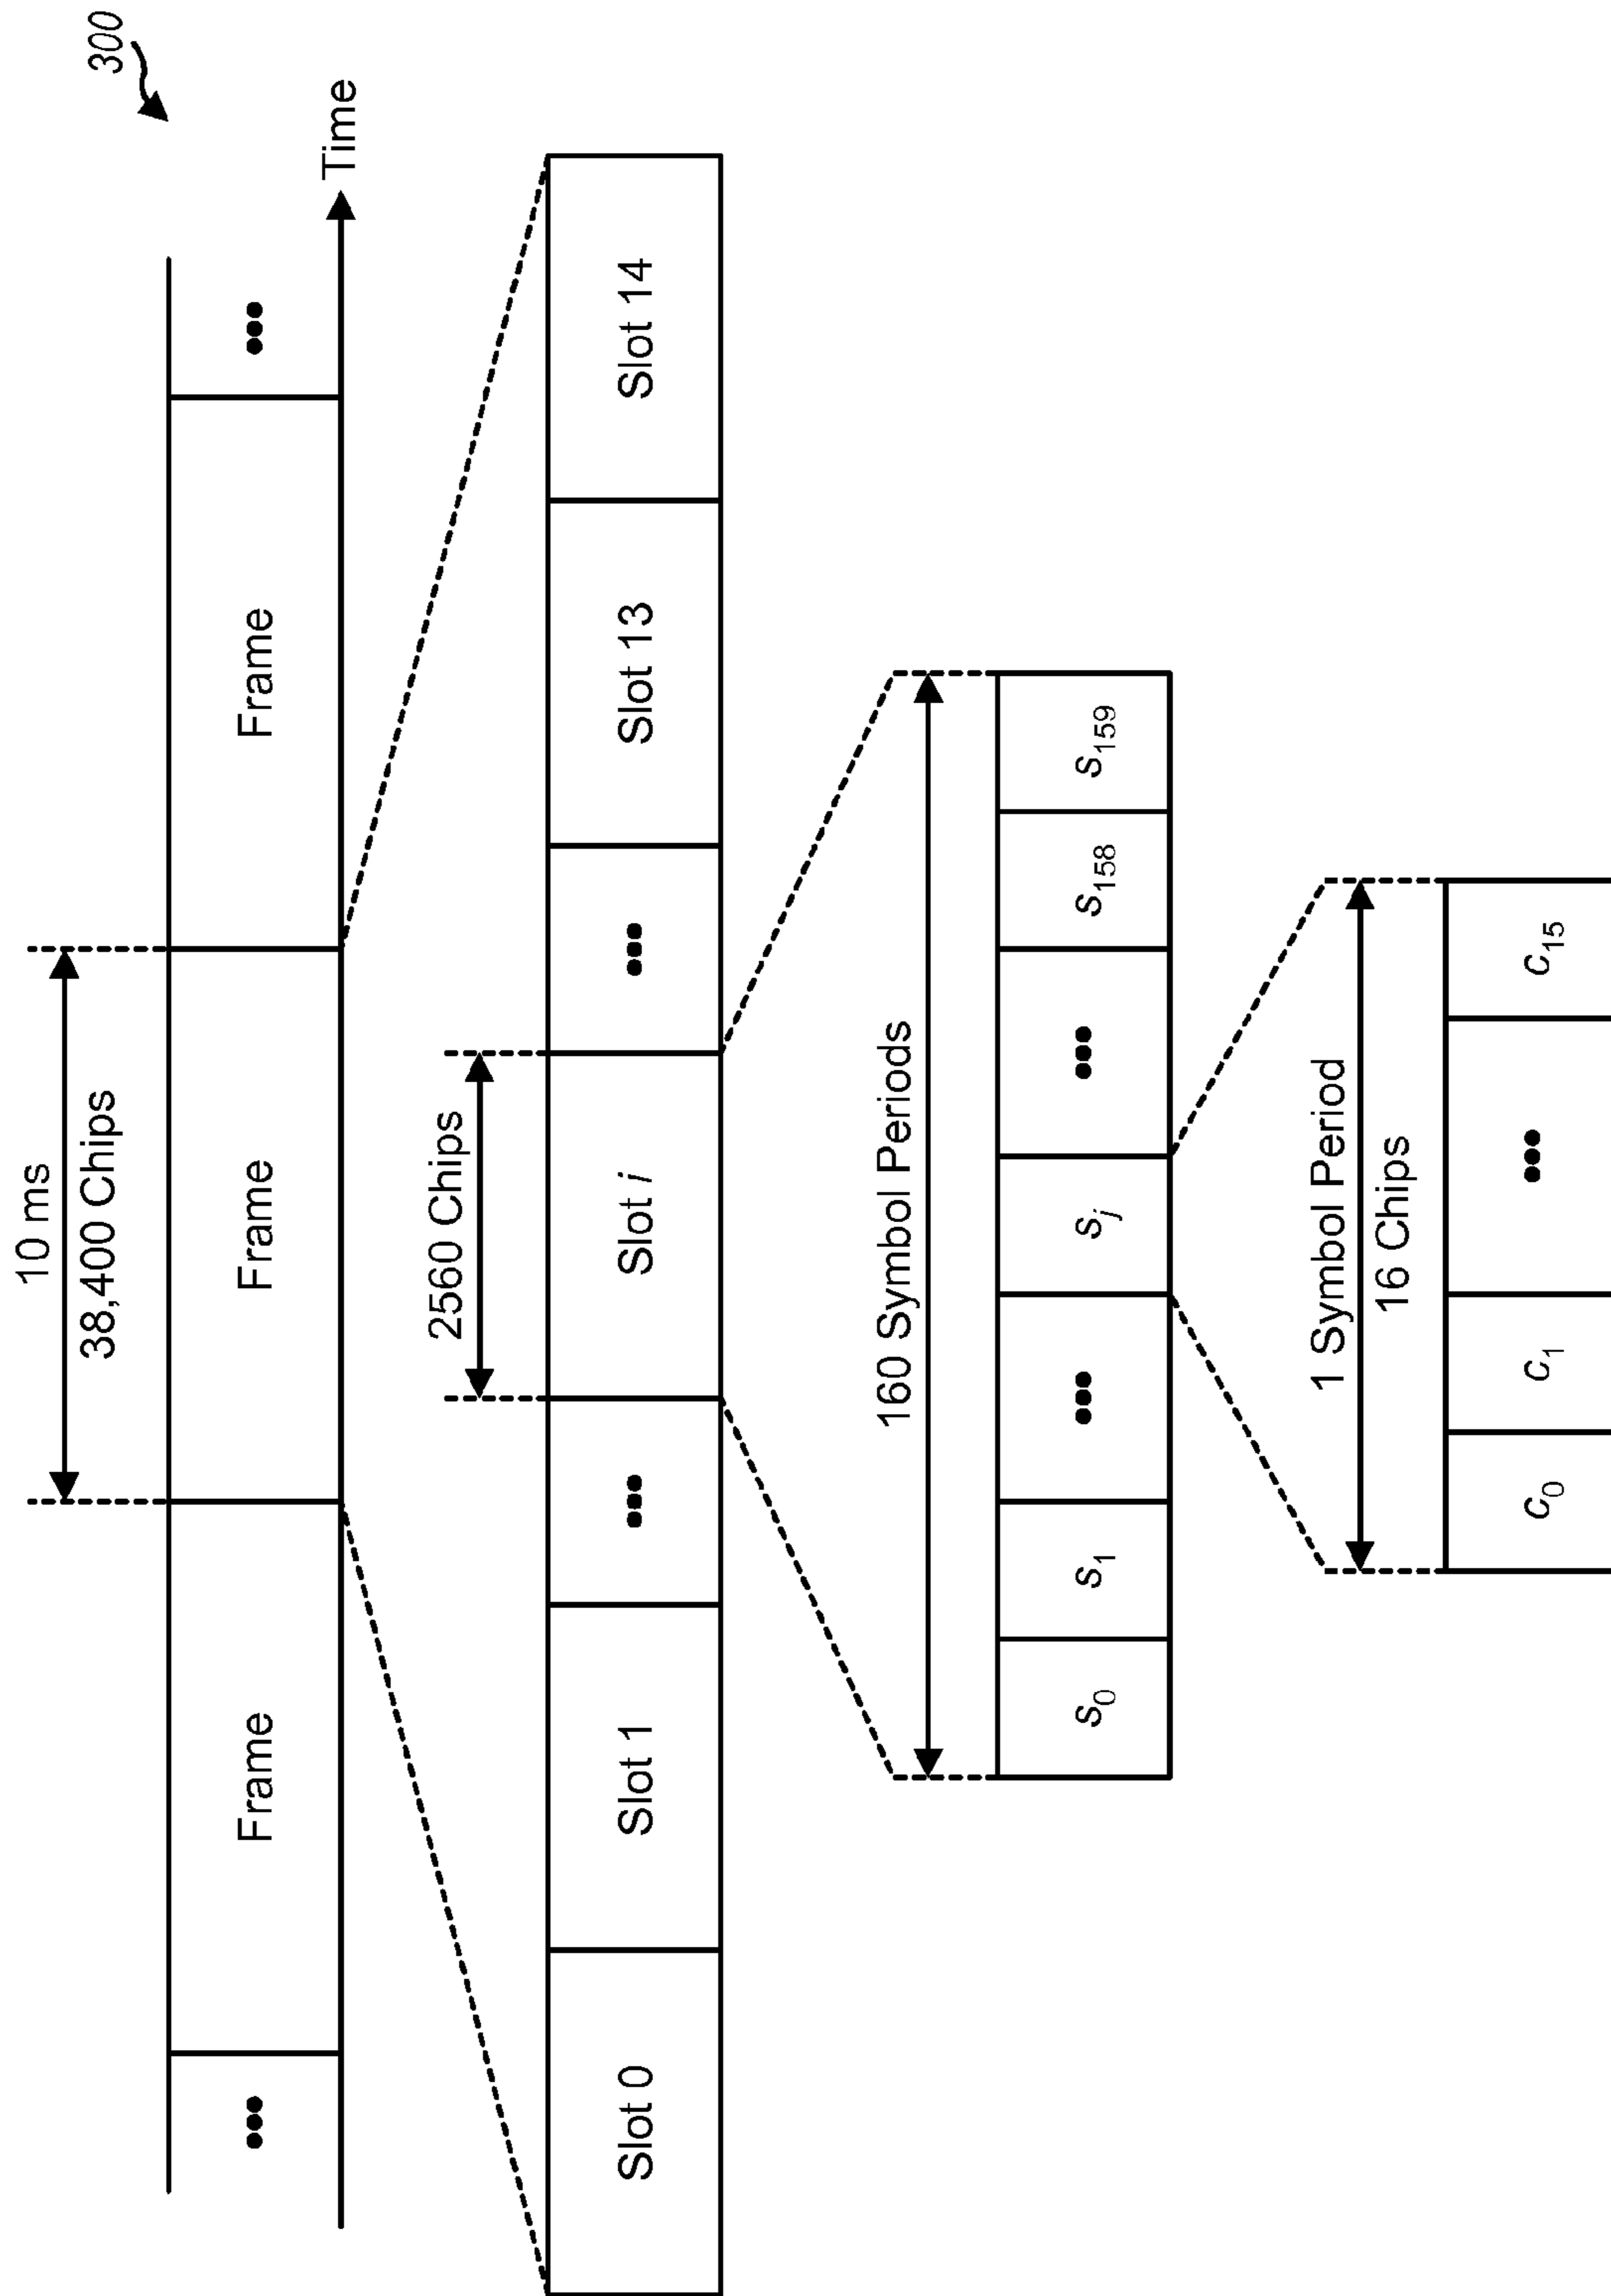 300
10 ms
38,400 Chips
••• Frame Frame Frame •••
Time
2560 Chips
Slot 0 Slot 1 ••• Slot i ••• Slot 13 Slot 14
160 Symbol Periods
s0 s1 ••• sj ••• s158 s159
1 Symbol Period
16 Chips
c0 c1 ••• c15